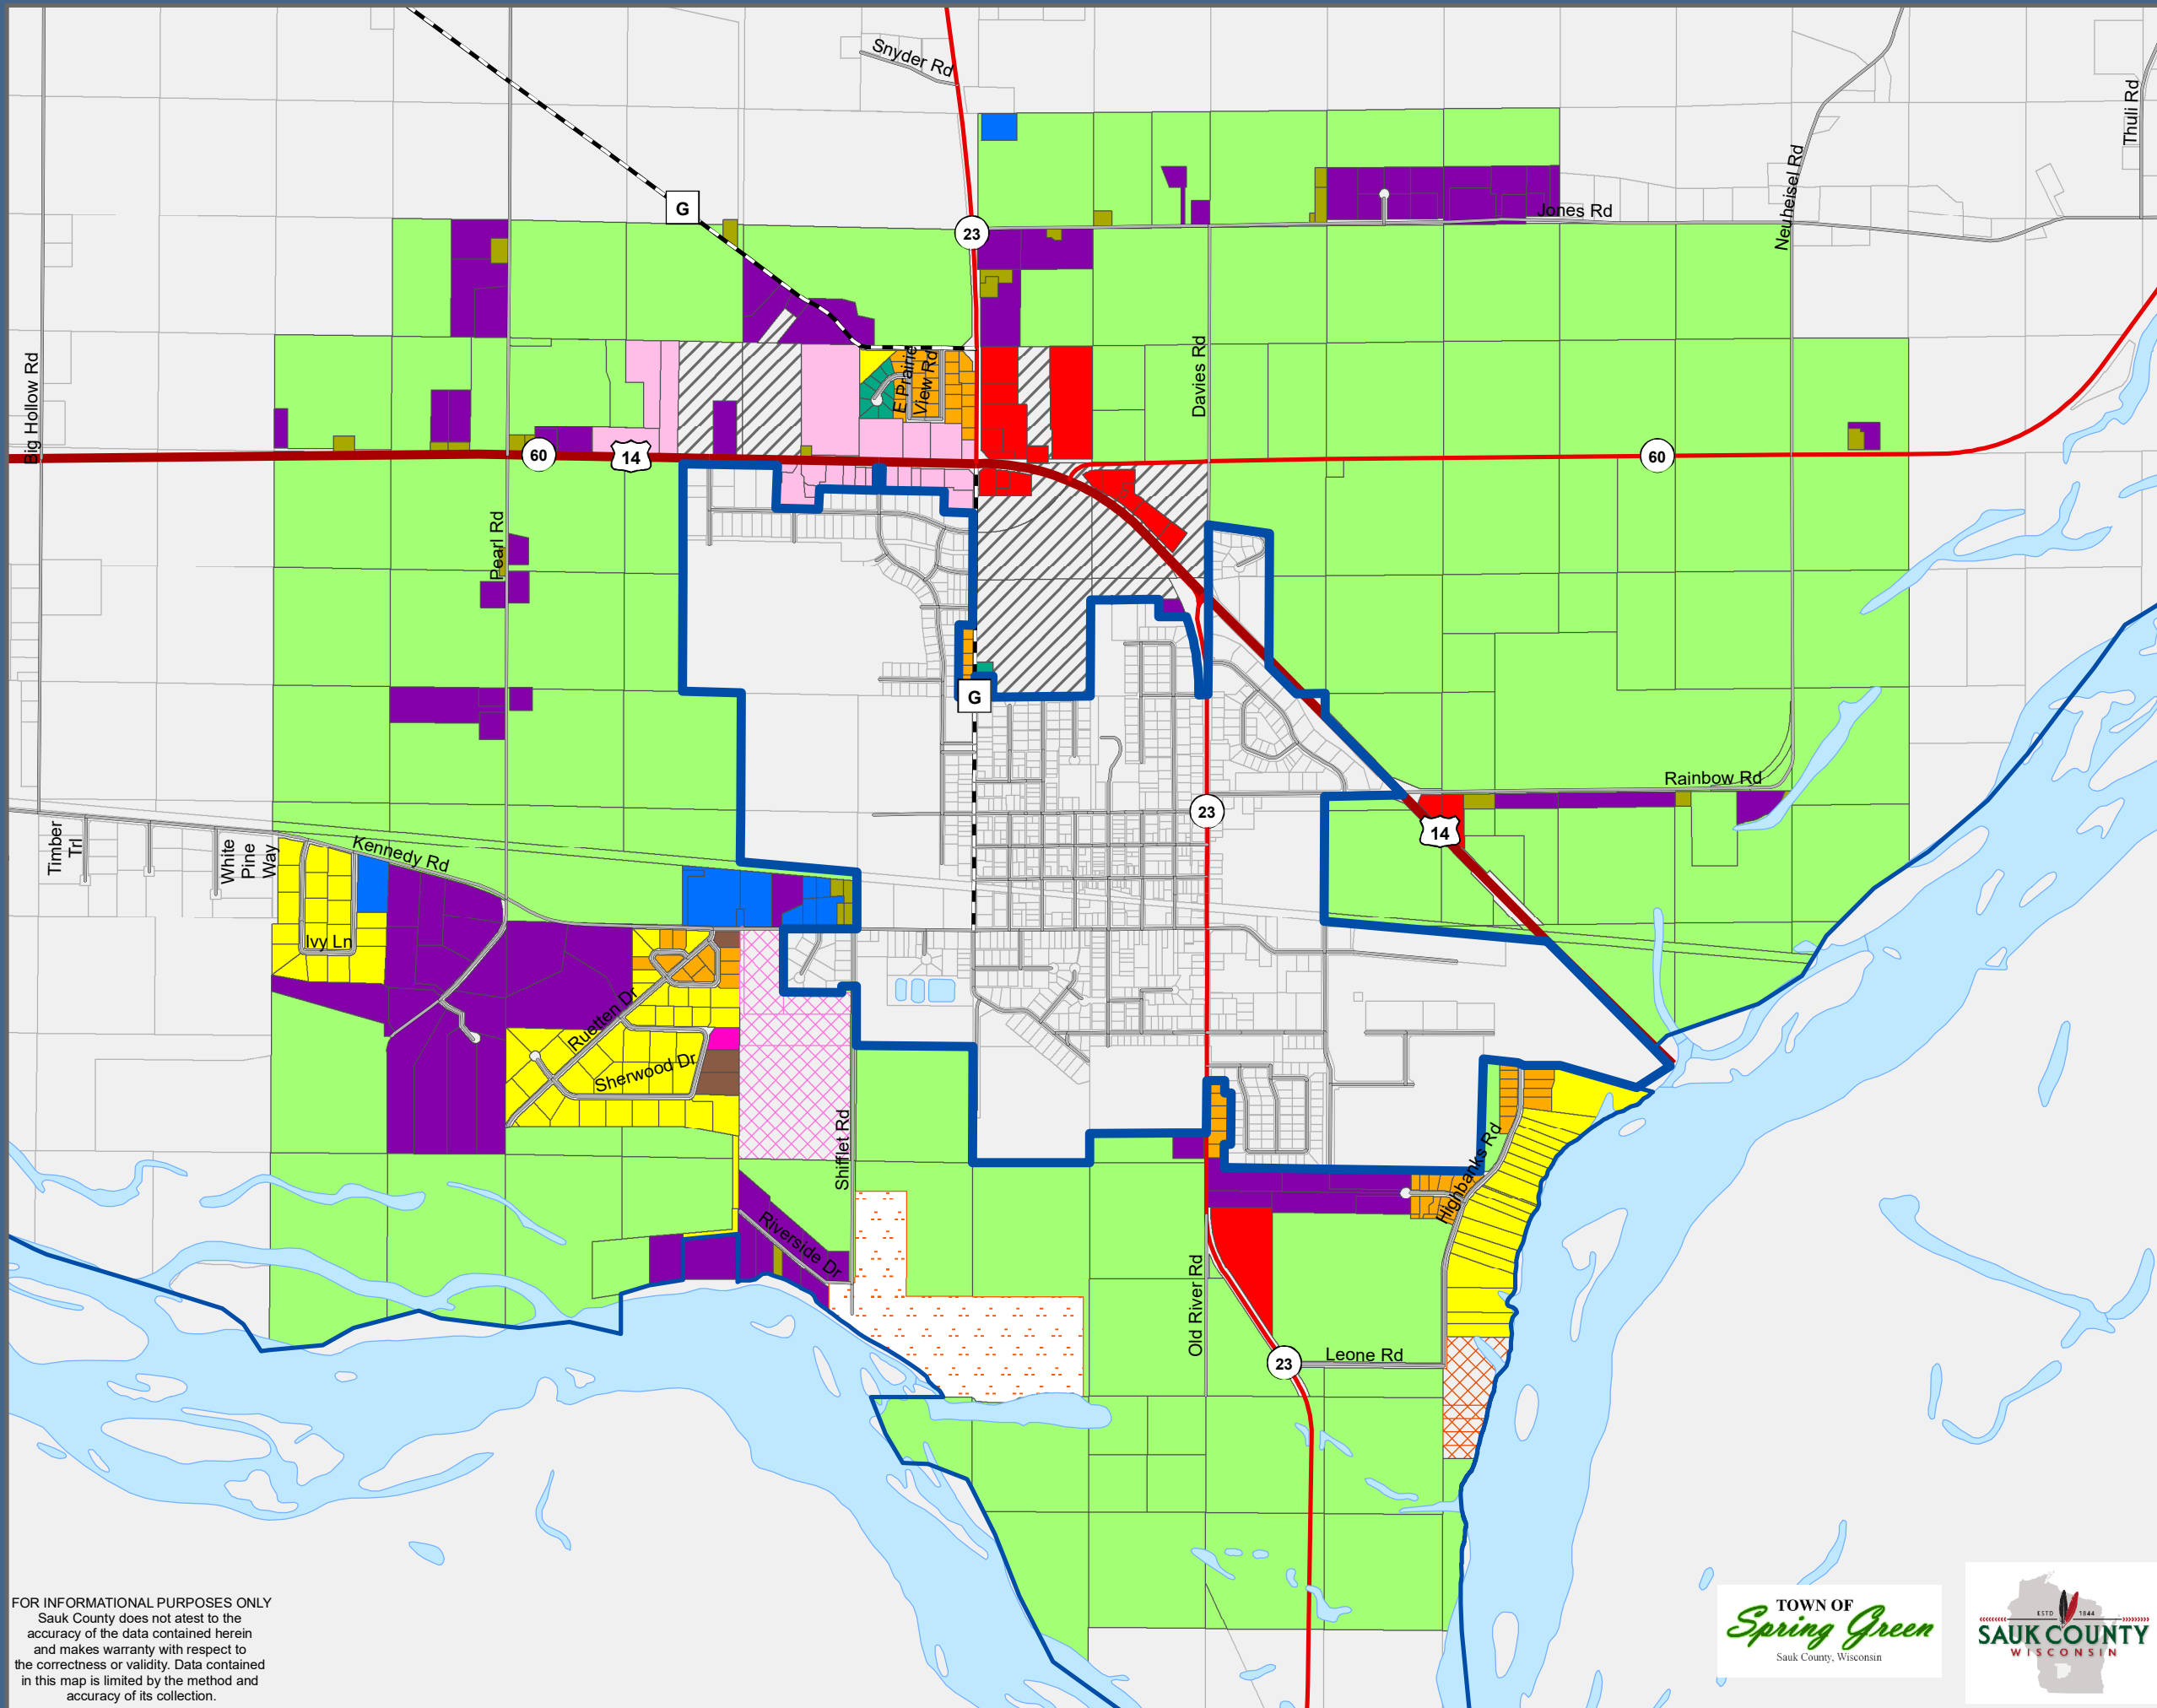 Snyder Rd
Thuli Rd
Neuheisel Rd
G
Jones Rd
23
Big Hollow Rd
E Prairie
View Rd
Davies Rd
60
14
60
Pearl Rd
G
Rainbow Rd
23
14
Timber
Trl
White
Pine
Way
Kennedy Rd
Ivy Ln
Ruetten Dr
Sherwood Dr
Shifflet Rd
Highbanks Rd
Riverside Dr
Old River Rd
Leone Rd
23
FOR INFORMATIONAL PURPOSES ONLY
Sauk County does not atest to the
accuracy of the data contained herein
and makes warranty with respect to
the correctness or validity. Data contained
in this map is limited by the method and
accuracy of its collection.
TOWN OF
Spring Green
Sauk County, Wisconsin
ESTD 1844
SAUK COUNTY
WISCONSIN